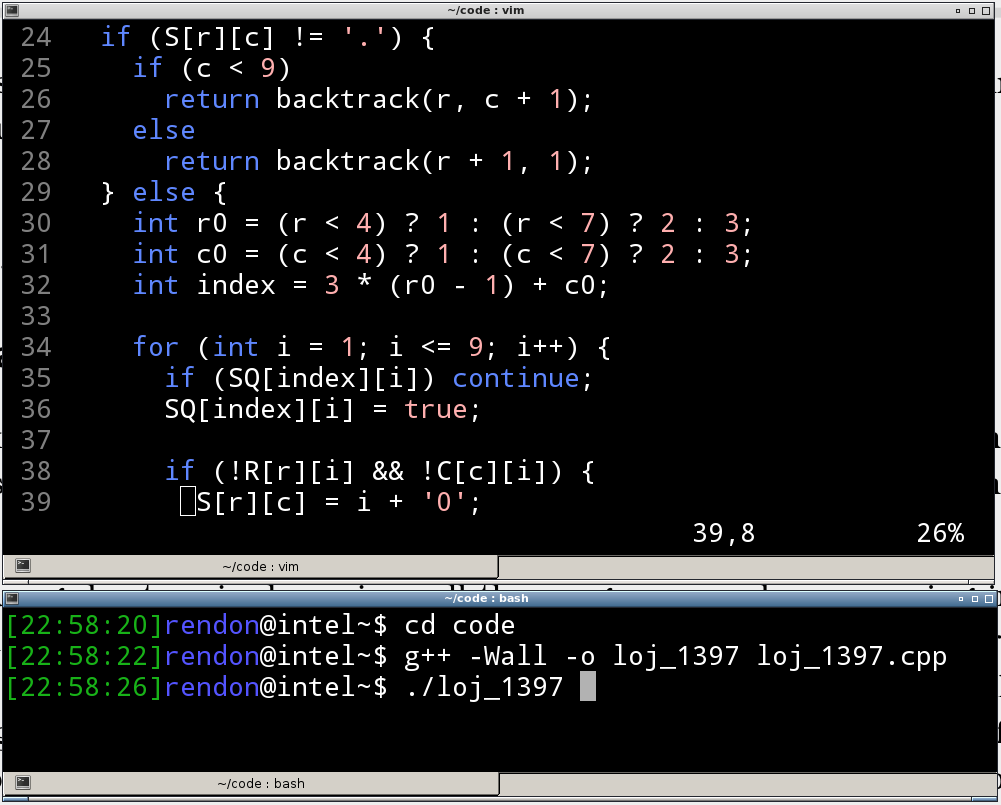 ~/code : vim
24   if (S[r][c] != '.') {
25     if (c < 9)
26       return backtrack(r, c + 1);
27     else
28       return backtrack(r + 1, 1);
29   } else {
30     int r0 = (r < 4) ? 1 : (r < 7) ? 2 : 3;
31     int c0 = (c < 4) ? 1 : (c < 7) ? 2 : 3;
32     int index = 3 * (r0 - 1) + c0;
33
34     for (int i = 1; i <= 9; i++) {
35       if (SQ[index][i]) continue;
36       SQ[index][i] = true;
37
38       if (!R[r][i] && !C[c][i]) {
39         S[r][c] = i + '0';
39,8 26%
~/code : vim
~/code : bash
[22:58:20]rendon@intel~$ cd code
[22:58:22]rendon@intel~$ g++ -Wall -o loj_1397 loj_1397.cpp
[22:58:26]rendon@intel~$ ./loj_1397
~/code : bash